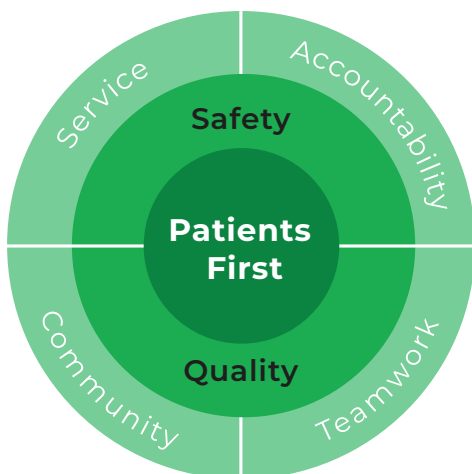 Service
Accountability
Safety
Patients
First
Quality
Community
Teamwork